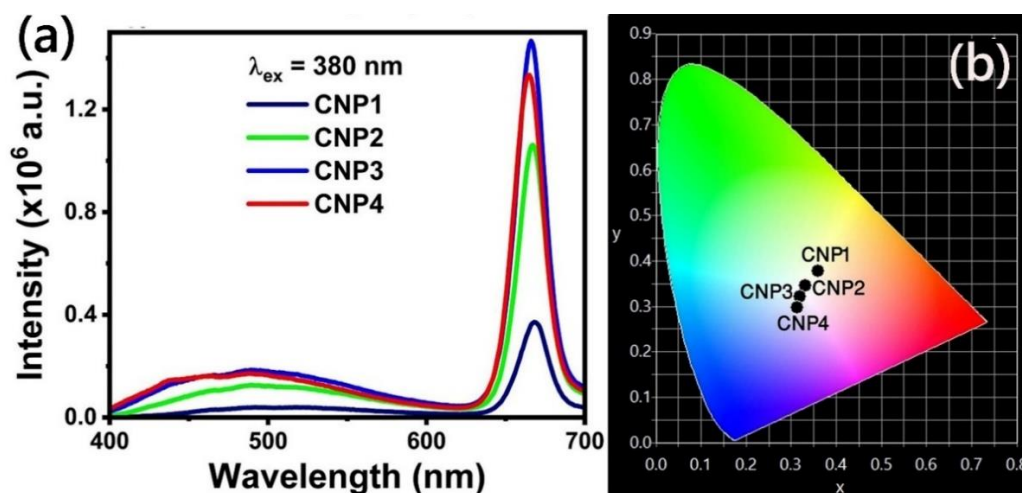 (a)
λex = 380 nm
CNP1
CNP2
CNP3
CNP4
Intensity (x10⁶ a.u.)
1.2
0.8
0.4
0.0
400 500 600 700
Wavelength (nm)
(b)
0.9
0.8
0.7
0.6
0.5
y
0.4
0.3
0.2
0.1
0.0
CNP1
CNP3 CNP2
CNP4
0.0 0.1 0.2 0.3 0.4 0.5 0.6 0.7 0.8
x